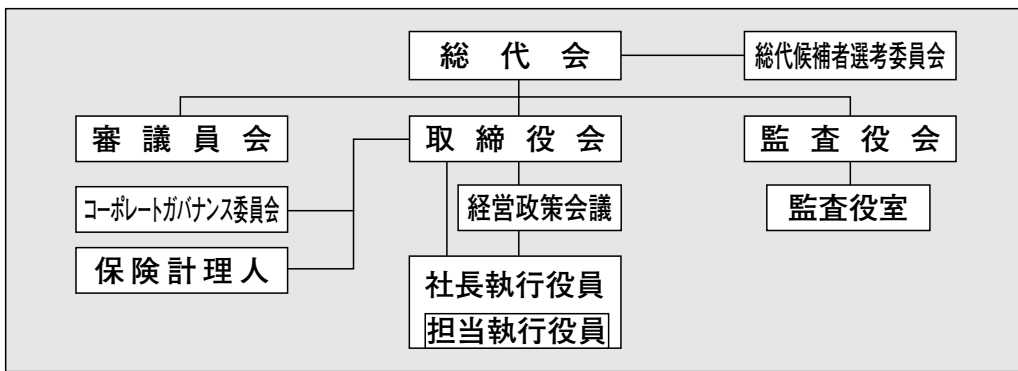 総代会
総代候補者選考委員会
審議員会
取締役会
監査役会
コーポレートガバナンス委員会
経営政策会議
監査役室
保険計理人
社長執行役員
担当執行役員